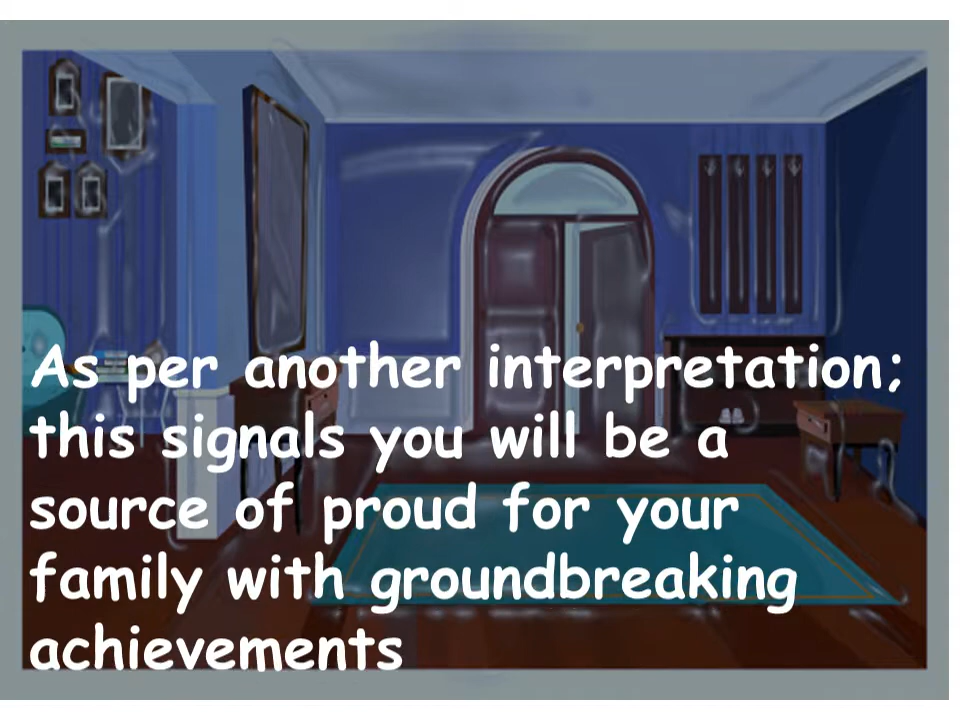 As per another interpretation;
this signals you will be a
source of proud for your
family with groundbreaking
achievements